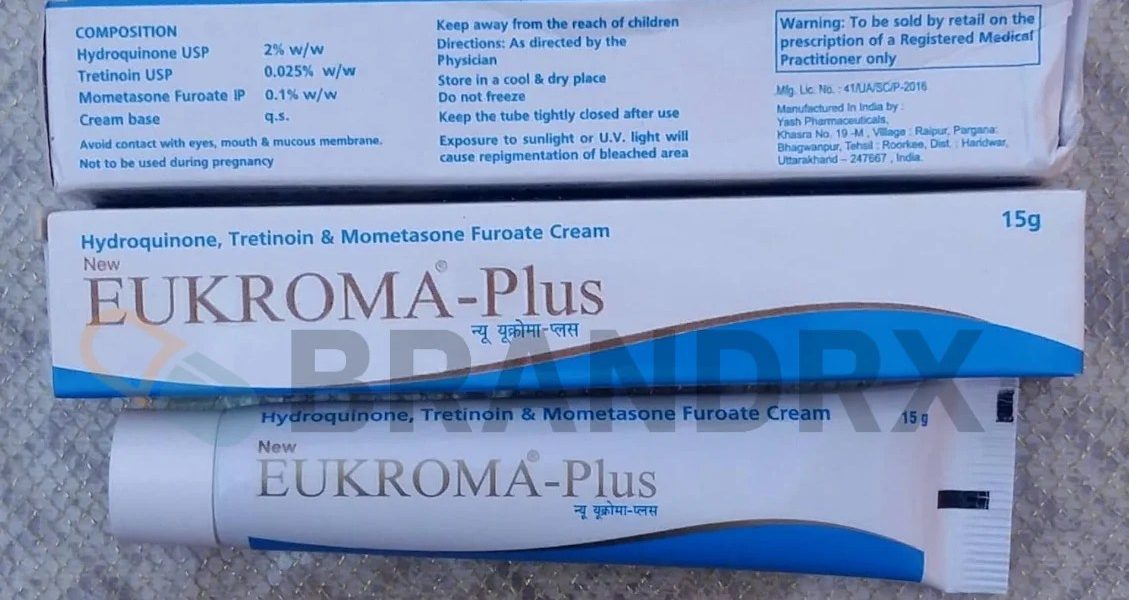 COMPOSITION
Hydroquinone USP 2% w/w
Tretinoin USP 0.025% w/w
Mometasone Furoate IP 0.1% w/w
Cream base q.s.
Avoid contact with eyes, mouth & mucous membrane.
Not to be used during pregnancy
Keep away from the reach of children
Directions: As directed by the
Physician
Store in a cool & dry place
Do not freeze
Keep the tube tightly closed after use
Exposure to sunlight or U.V. light will
cause repigmentation of bleached area
Warning: To be sold by retail on the
prescription of a Registered Medical
Practitioner only
Mfg. Lic. No. : 41/UA/SC/P-2016
Manufactured In India by :
Yash Pharmaceuticals,
Khasra No. 19-M , Village : Raipur, Pargana:
Bhagwanpur, Tehsil : Roorkee, Dist. : Haridwar,
Uttarakhand – 247667 , India.
Hydroquinone, Tretinoin & Mometasone Furoate Cream
15g
New
EUKROMA®-Plus
न्यू यूक्रोमा-प्लस
BRANDRX
Hydroquinone, Tretinoin & Mometasone Furoate Cream
15 g
New
EUKROMA®-Plus
न्यू यूक्रोमा-प्लस